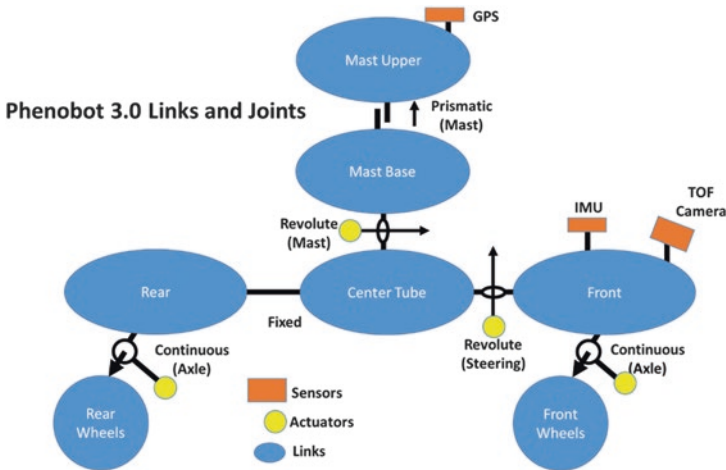 GPS
Mast Upper
Phenobot 3.0 Links and Joints
Prismatic
(Mast)
Mast Base
IMU
TOF
Camera
Revolute
(Mast)
Rear
Center Tube
Front
Fixed
Continuous
(Axle)
Revolute
(Steering)
Continuous
(Axle)
Rear
Wheels
Sensors
Actuators
Links
Front
Wheels